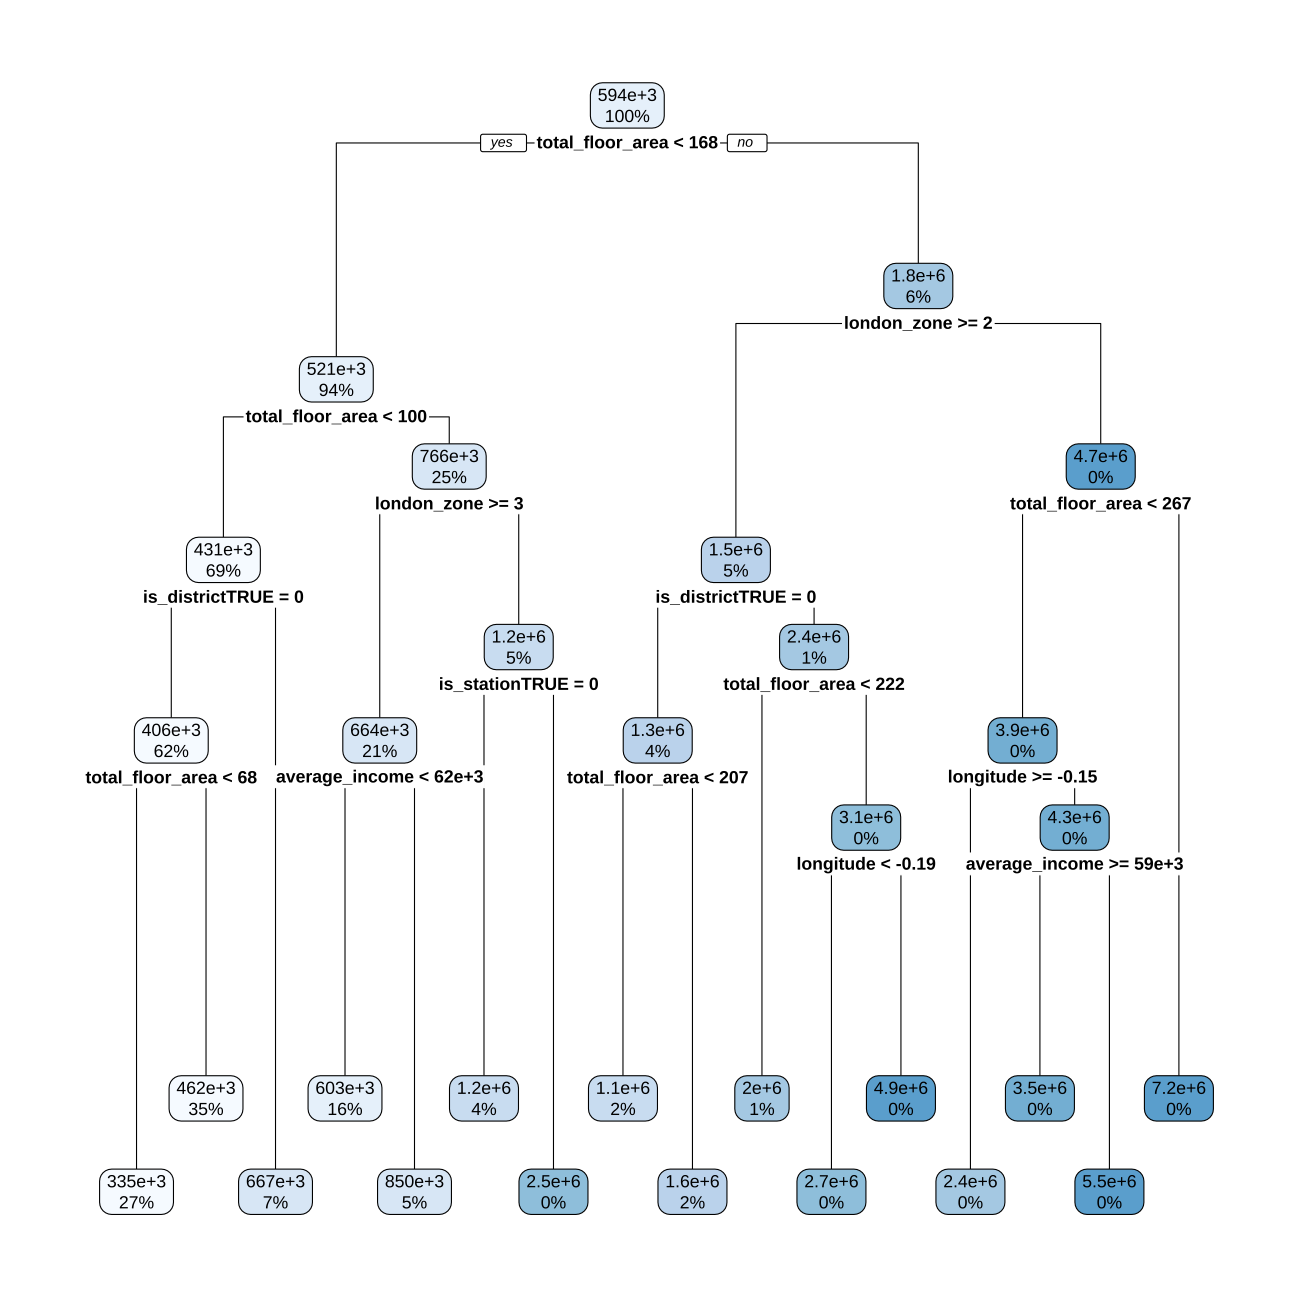 594e+3
100%
yes total_floor_area < 168 no
1.8e+6
6%
london_zone >= 2
521e+3
94%
total_floor_area < 100
766e+3
25%
london_zone >= 3
4.7e+6
0%
total_floor_area < 267
431e+3
69%
is_districtTRUE = 0
1.5e+6
5%
is_districtTRUE = 0
1.2e+6
5%
is_stationTRUE = 0
2.4e+6
1%
total_floor_area < 222
406e+3
62%
total_floor_area < 68
664e+3
21%
average_income < 62e+3
1.3e+6
4%
total_floor_area < 207
3.9e+6
0%
longitude >= -0.15
3.1e+6
0%
longitude < -0.19
4.3e+6
0%
average_income >= 59e+3
462e+3
35%
603e+3
16%
1.2e+6
4%
1.1e+6
2%
2e+6
1%
4.9e+6
0%
3.5e+6
0%
7.2e+6
0%
335e+3
27%
667e+3
7%
850e+3
5%
2.5e+6
0%
1.6e+6
2%
2.7e+6
0%
2.4e+6
0%
5.5e+6
0%